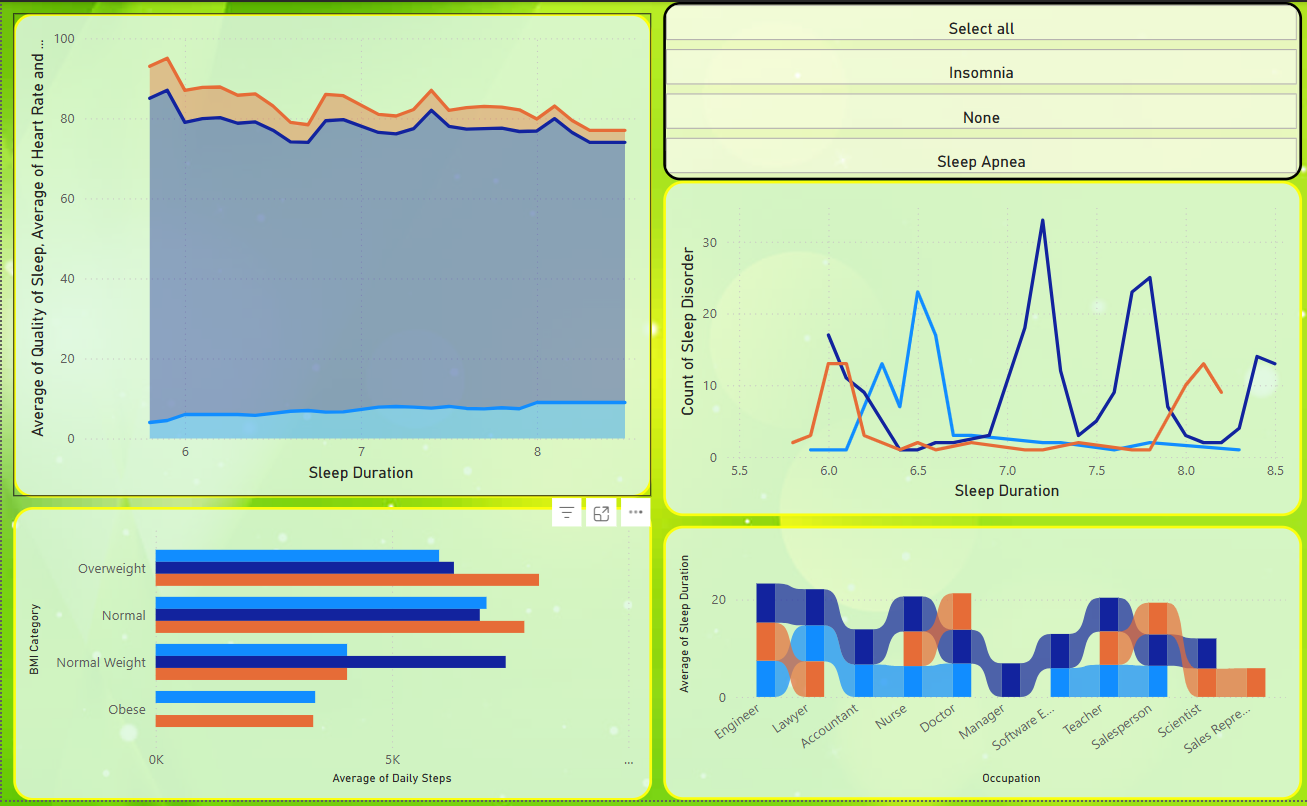 100
80
60
40
20
0
6
7
8
Average of Quality of Sleep, Average of Heart Rate and ...
Sleep Duration
Select all
Insomnia
None
Sleep Apnea
30
20
10
0
5.5
6.0
6.5
7.0
7.5
8.0
8.5
Count of Sleep Disorder
Sleep Duration
BMI Category
Overweight
Normal
Normal Weight
Obese
0K
5K
...
Average of Daily Steps
Average of Sleep Duration
20
0
Engineer
Lawyer
Accountant
Nurse
Doctor
Manager
Software E...
Teacher
Salesperson
Scientist
Sales Repre...
Occupation